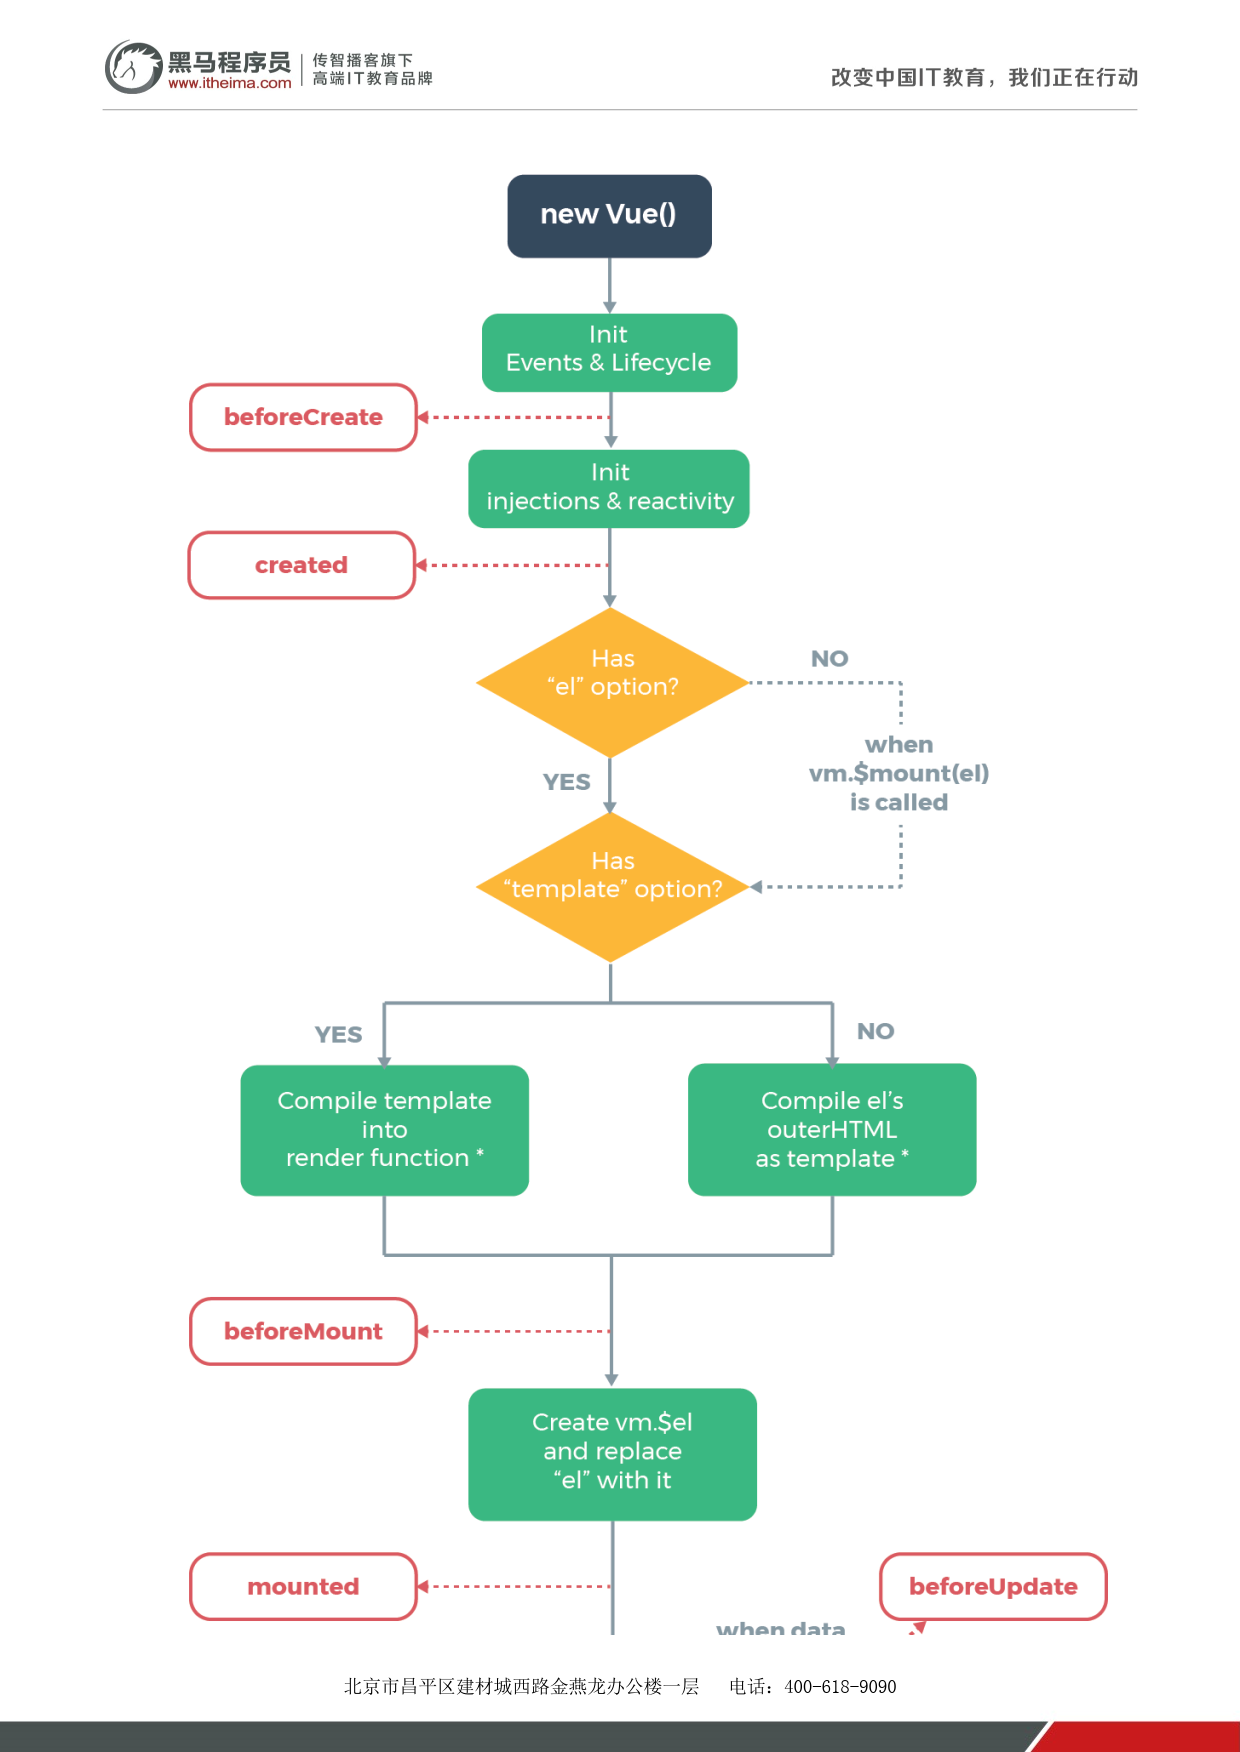 黑马程序员
www.itheima.com
传智播客旗下
高端IT教育品牌
改变中国IT教育，我们正在行动
new Vue()
Init
Events & Lifecycle
beforeCreate
Init
injections & reactivity
created
Has
“el” option?
NO
when
vm.$mount(el)
is called
YES
Has
“template” option?
YES
NO
Compile template
into
render function *
Compile el’s
outerHTML
as template *
beforeMount
Create vm.$el
and replace
“el” with it
mounted
beforeUpdate
when data
北京市昌平区建材城西路金燕龙办公楼一层 电话：400-618-9090